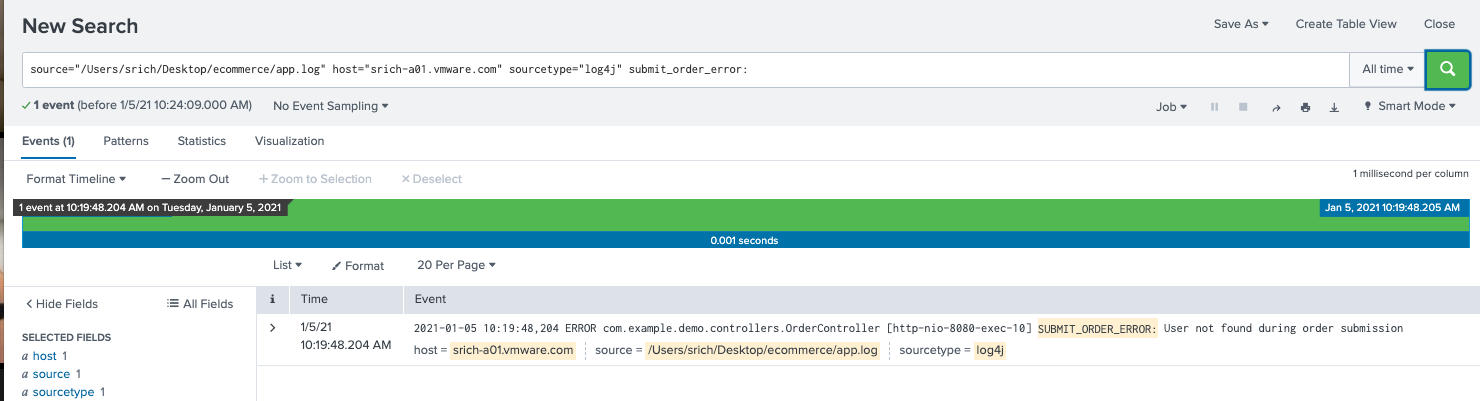 New Search
Save As Create Table View Close
source="/Users/srich/Desktop/ecommerce/app.log" host="srich-a01.vmware.com" sourcetype="log4j" submit_order_error:
All time
1 event (before 1/5/21 10:24:09.000 AM) No Event Sampling
Job Smart Mode
Events (1) Patterns Statistics Visualization
Format Timeline — Zoom Out + Zoom to Selection × Deselect
1 millisecond per column
1 event at 10:19:48.204 AM on Tuesday, January 5, 2021
Jan 5, 2021 10:19:48.205 AM
0.001 seconds
List Format 20 Per Page
< Hide Fields All Fields
i Time Event
SELECTED FIELDS
a host 1
a source 1
a sourcetype 1
> 1/5/21
10:19:48.204 AM
2021-01-05 10:19:48,204 ERROR com.example.demo.controllers.OrderController [http-nio-8080-exec-10] SUBMIT_ORDER_ERROR: User not found during order submission
host = srich-a01.vmware.com source = /Users/srich/Desktop/ecommerce/app.log sourcetype = log4j